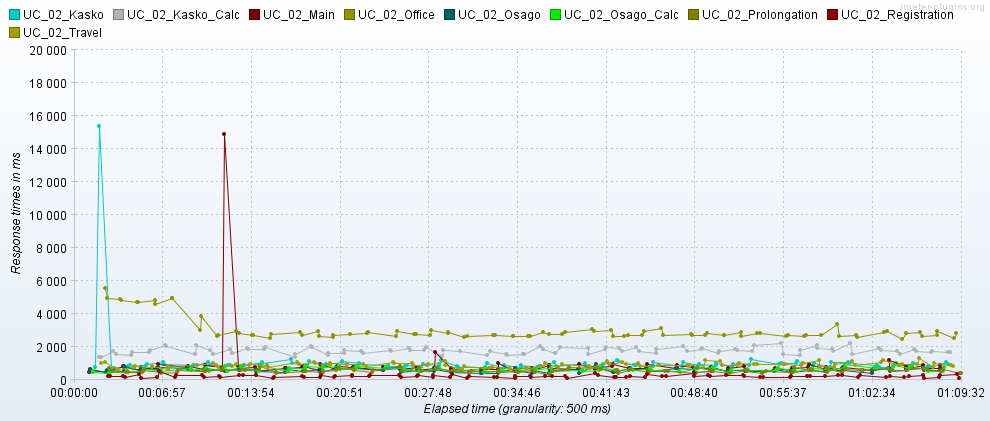 UC_02_Kasko UC_02_Kasko_Calc UC_02_Main UC_02_Office UC_02_Osago UC_02_Osago_Calc UC_02_Prolongation UC_02_Registration
jmeter-plugins.org
UC_02_Travel
20 000
18 000
16 000
14 000
12 000
10 000
8 000
6 000
4 000
2 000
0
Response times in ms
00:00:00 00:06:57 00:13:54 00:20:51 00:27:48 00:34:46 00:41:43 00:48:40 00:55:37 01:02:34 01:09:32
Elapsed time (granularity: 500 ms)